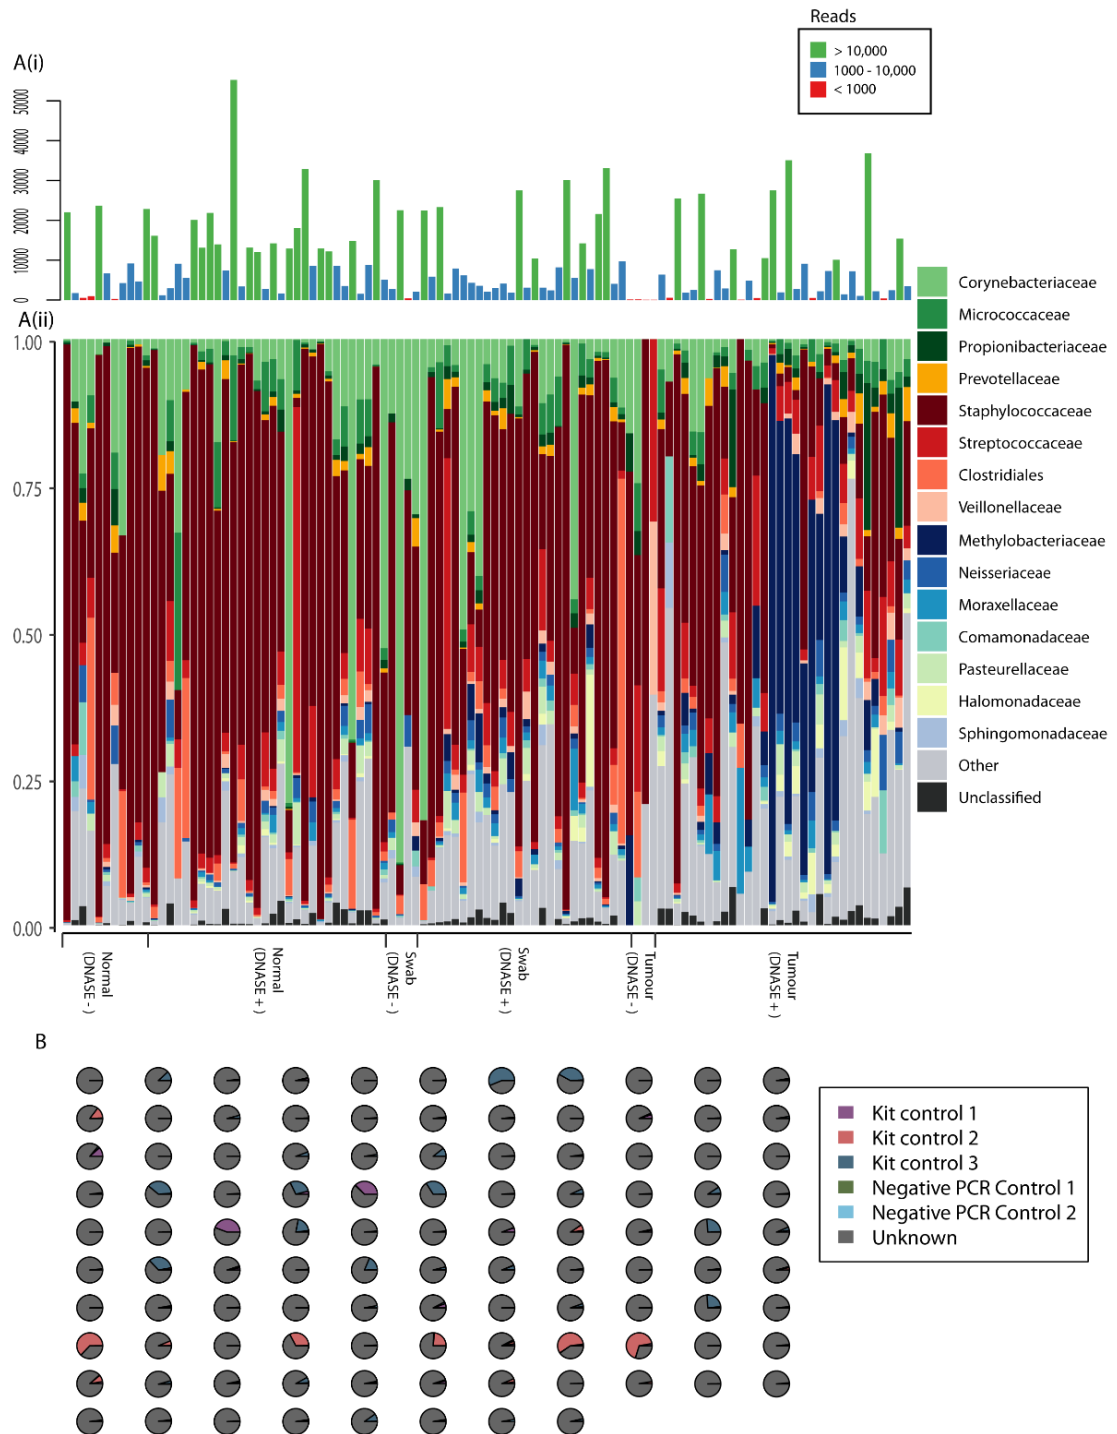 Reads
> 10,000
1000 - 10,000
< 1000
A(i)
50000
40000
30000
20000
10000
0
A(ii)
1.00
0.75
0.50
0.25
0.00
Corynebacteriaceae
Micrococcaceae
Propionibacteriaceae
Prevotellaceae
Staphylococcaceae
Streptococcaceae
Clostridiales
Veillonellaceae
Methylobacteriaceae
Neisseriaceae
Moraxellaceae
Comamonadaceae
Pasteurellaceae
Halomonadaceae
Sphingomonadaceae
Other
Unclassified
Normal
(DNASE - )
Normal
(DNASE + )
Swab
(DNASE - )
Swab
(DNASE + )
Tumour
(DNASE - )
Tumour
(DNASE + )
B
Kit control 1
Kit control 2
Kit control 3
Negative PCR Control 1
Negative PCR Control 2
Unknown